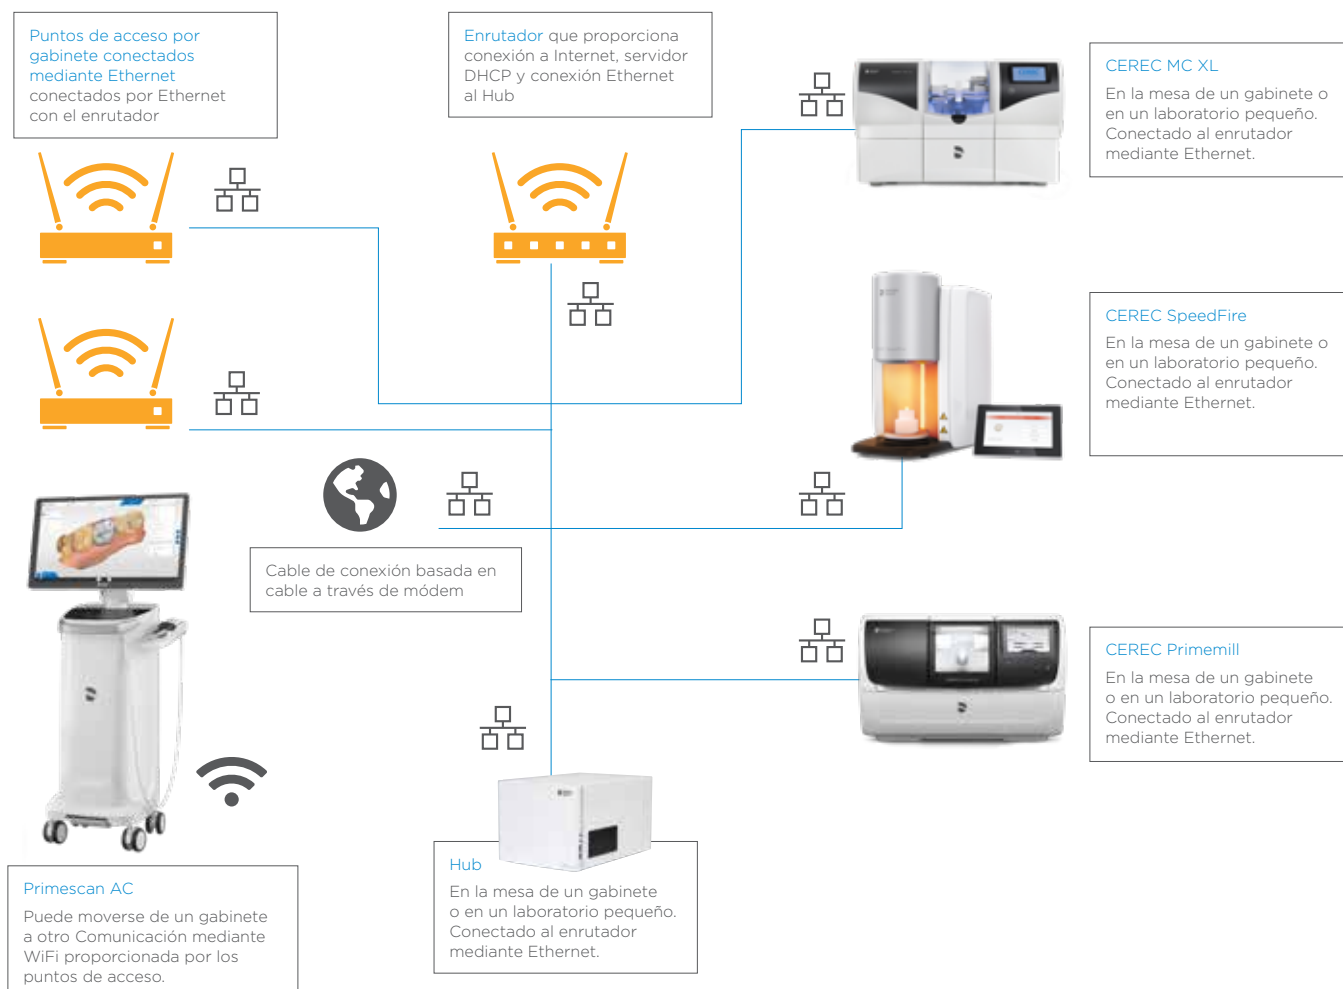 Puntos de acceso por
gabinete conectados
mediante Ethernet
conectados por Ethernet
con el enrutador
Enrutador que proporciona
conexión a Internet, servidor
DHCP y conexión Ethernet
al Hub
CEREC MC XL
En la mesa de un gabinete o
en un laboratorio pequeño.
Conectado al enrutador
mediante Ethernet.
CEREC SpeedFire
En la mesa de un gabinete o
en un laboratorio pequeño.
Conectado al enrutador
mediante Ethernet.
Cable de conexión basada en
cable a través de módem
CEREC Primemill
En la mesa de un gabinete
o en un laboratorio pequeño.
Conectado al enrutador
mediante Ethernet.
Hub
En la mesa de un gabinete
o en un laboratorio pequeño.
Conectado al enrutador
mediante Ethernet.
Primescan AC
Puede moverse de un gabinete
a otro Comunicación mediante
WiFi proporcionada por los
puntos de acceso.